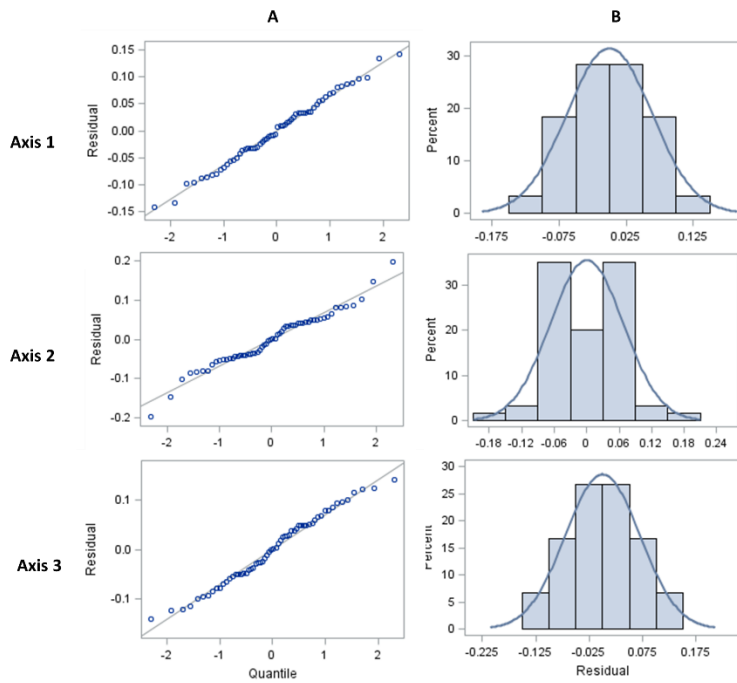 A
B
Axis 1
Residual
0.15
0.10
0.05
0.00
-0.05
-0.10
-0.15
-2 -1 0 1 2
Percent
30
20
10
0
-0.175 -0.075 0.025 0.125
Axis 2
Residual
0.2
0.1
0.0
-0.1
-0.2
-2 -1 0 1 2
Percent
30
20
10
0
-0.18 -0.12 -0.06 0 0.06 0.12 0.18 0.24
Axis 3
Residual
0.1
0.0
-0.1
-2 -1 0 1 2
Quantile
Percent
30
25
20
15
10
5
0
-0.225 -0.125 -0.025 0.075 0.175
Residual